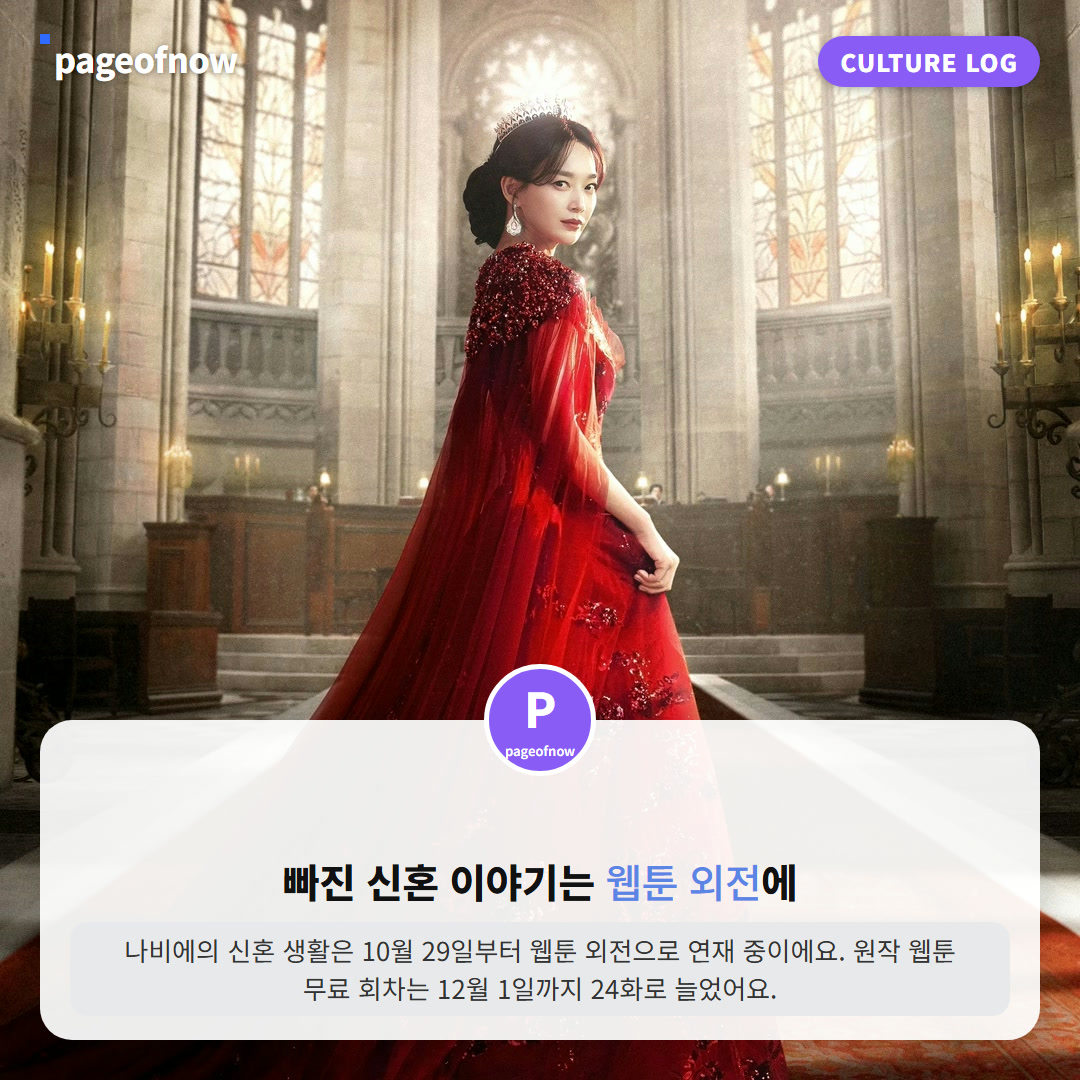 pageofnow
CULTURE LOG
P
pageofnow
빠진 신혼 이야기는 웹툰 외전에
나비에의 신혼 생활은 10월 29일부터 웹툰 외전으로 연재 중이에요. 원작 웹툰
무료 회차는 12월 1일까지 24화로 늘었어요.